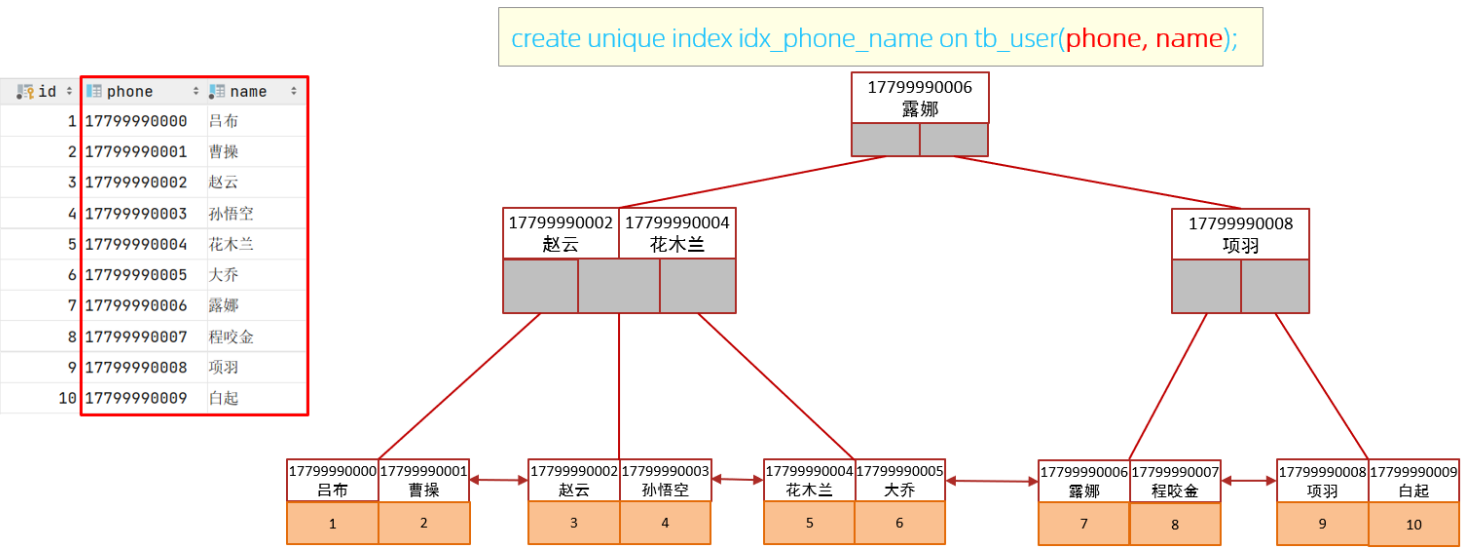 create unique index idx_phone_name on tb_user(phone, name);
id phone name
1 17799990000 吕布
2 17799990001 曹操
3 17799990002 赵云
4 17799990003 孙悟空
5 17799990004 花木兰
6 17799990005 大乔
7 17799990006 露娜
8 17799990007 程咬金
9 17799990008 项羽
10 17799990009 白起
17799990006
露娜
17799990002 17799990004
赵云 花木兰
17799990008
项羽
17799990000 17799990001
吕布 曹操
1 2
17799990002 17799990003
赵云 孙悟空
3 4
17799990004 17799990005
花木兰 大乔
5 6
17799990006 17799990007
露娜 程咬金
7 8
17799990008 17799990009
项羽 白起
9 10